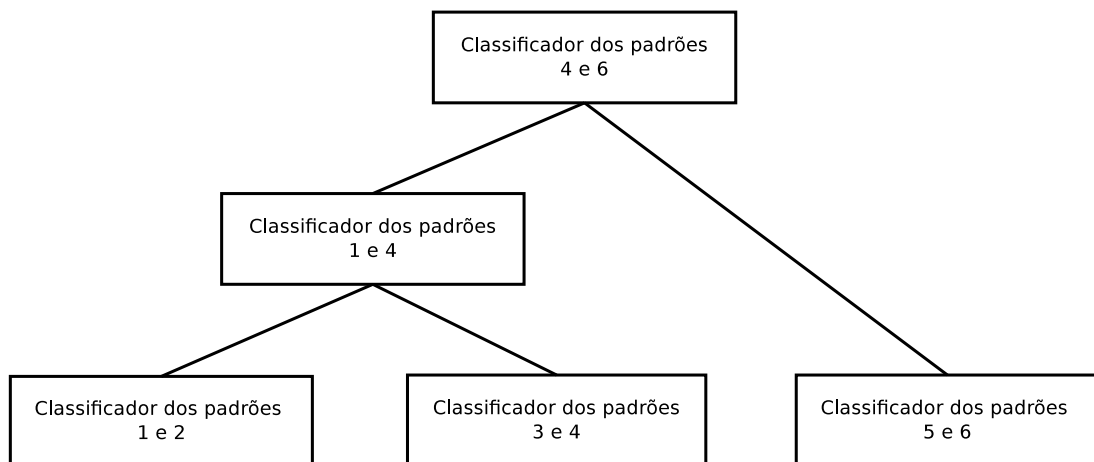 Classificador dos padrões
4 e 6
Classificador dos padrões
1 e 4
Classificador dos padrões
1 e 2
Classificador dos padrões
3 e 4
Classificador dos padrões
5 e 6